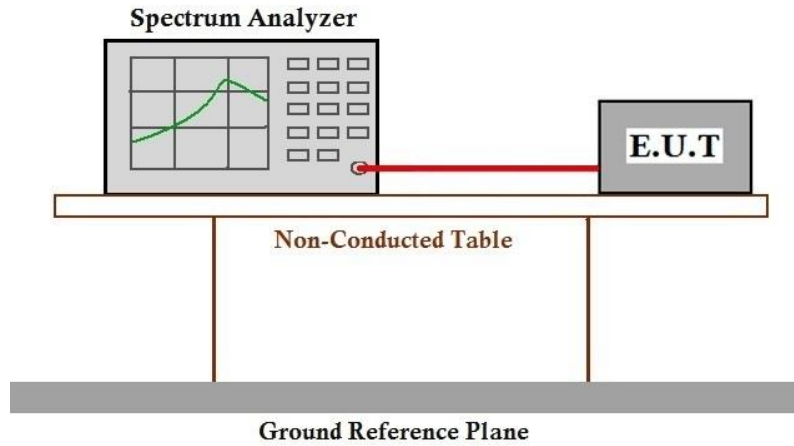 Spectrum Analyzer
E.U.T
Non-Conducted Table
Ground Reference Plane